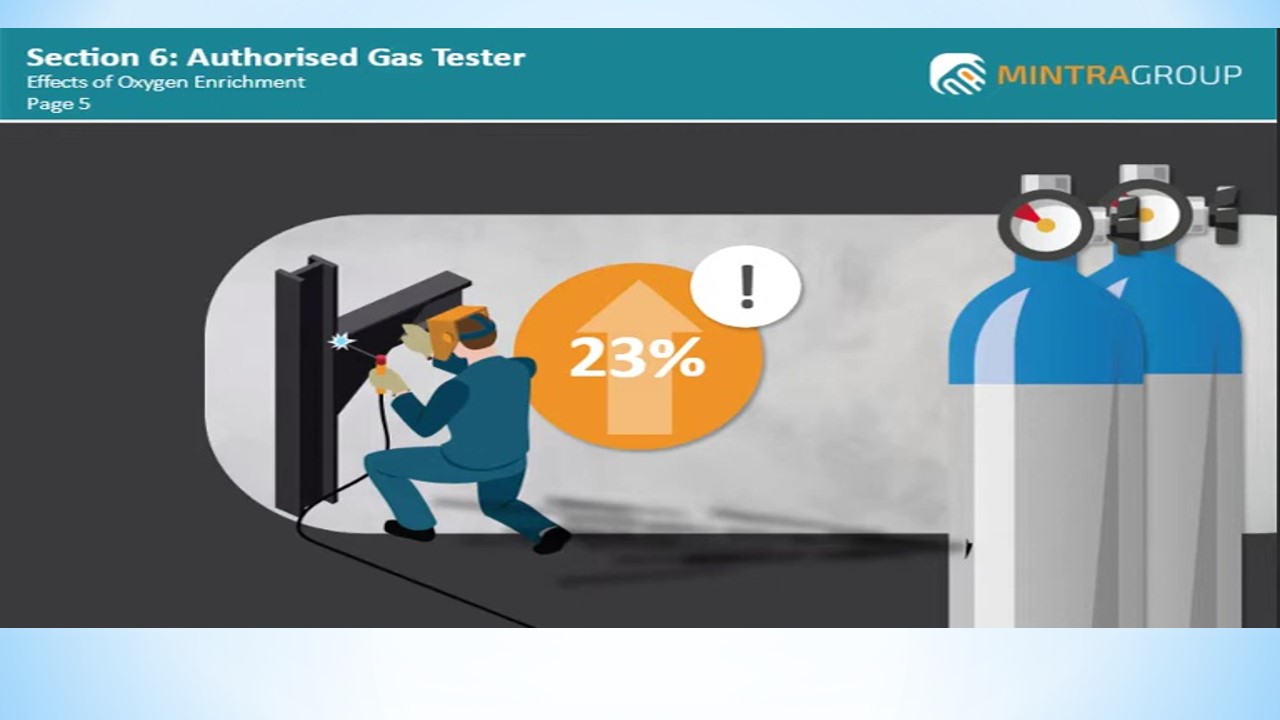 Section 6: Authorised Gas Tester
Effects of Oxygen Enrichment
Page 5
MINTRAGROUP
!
23%